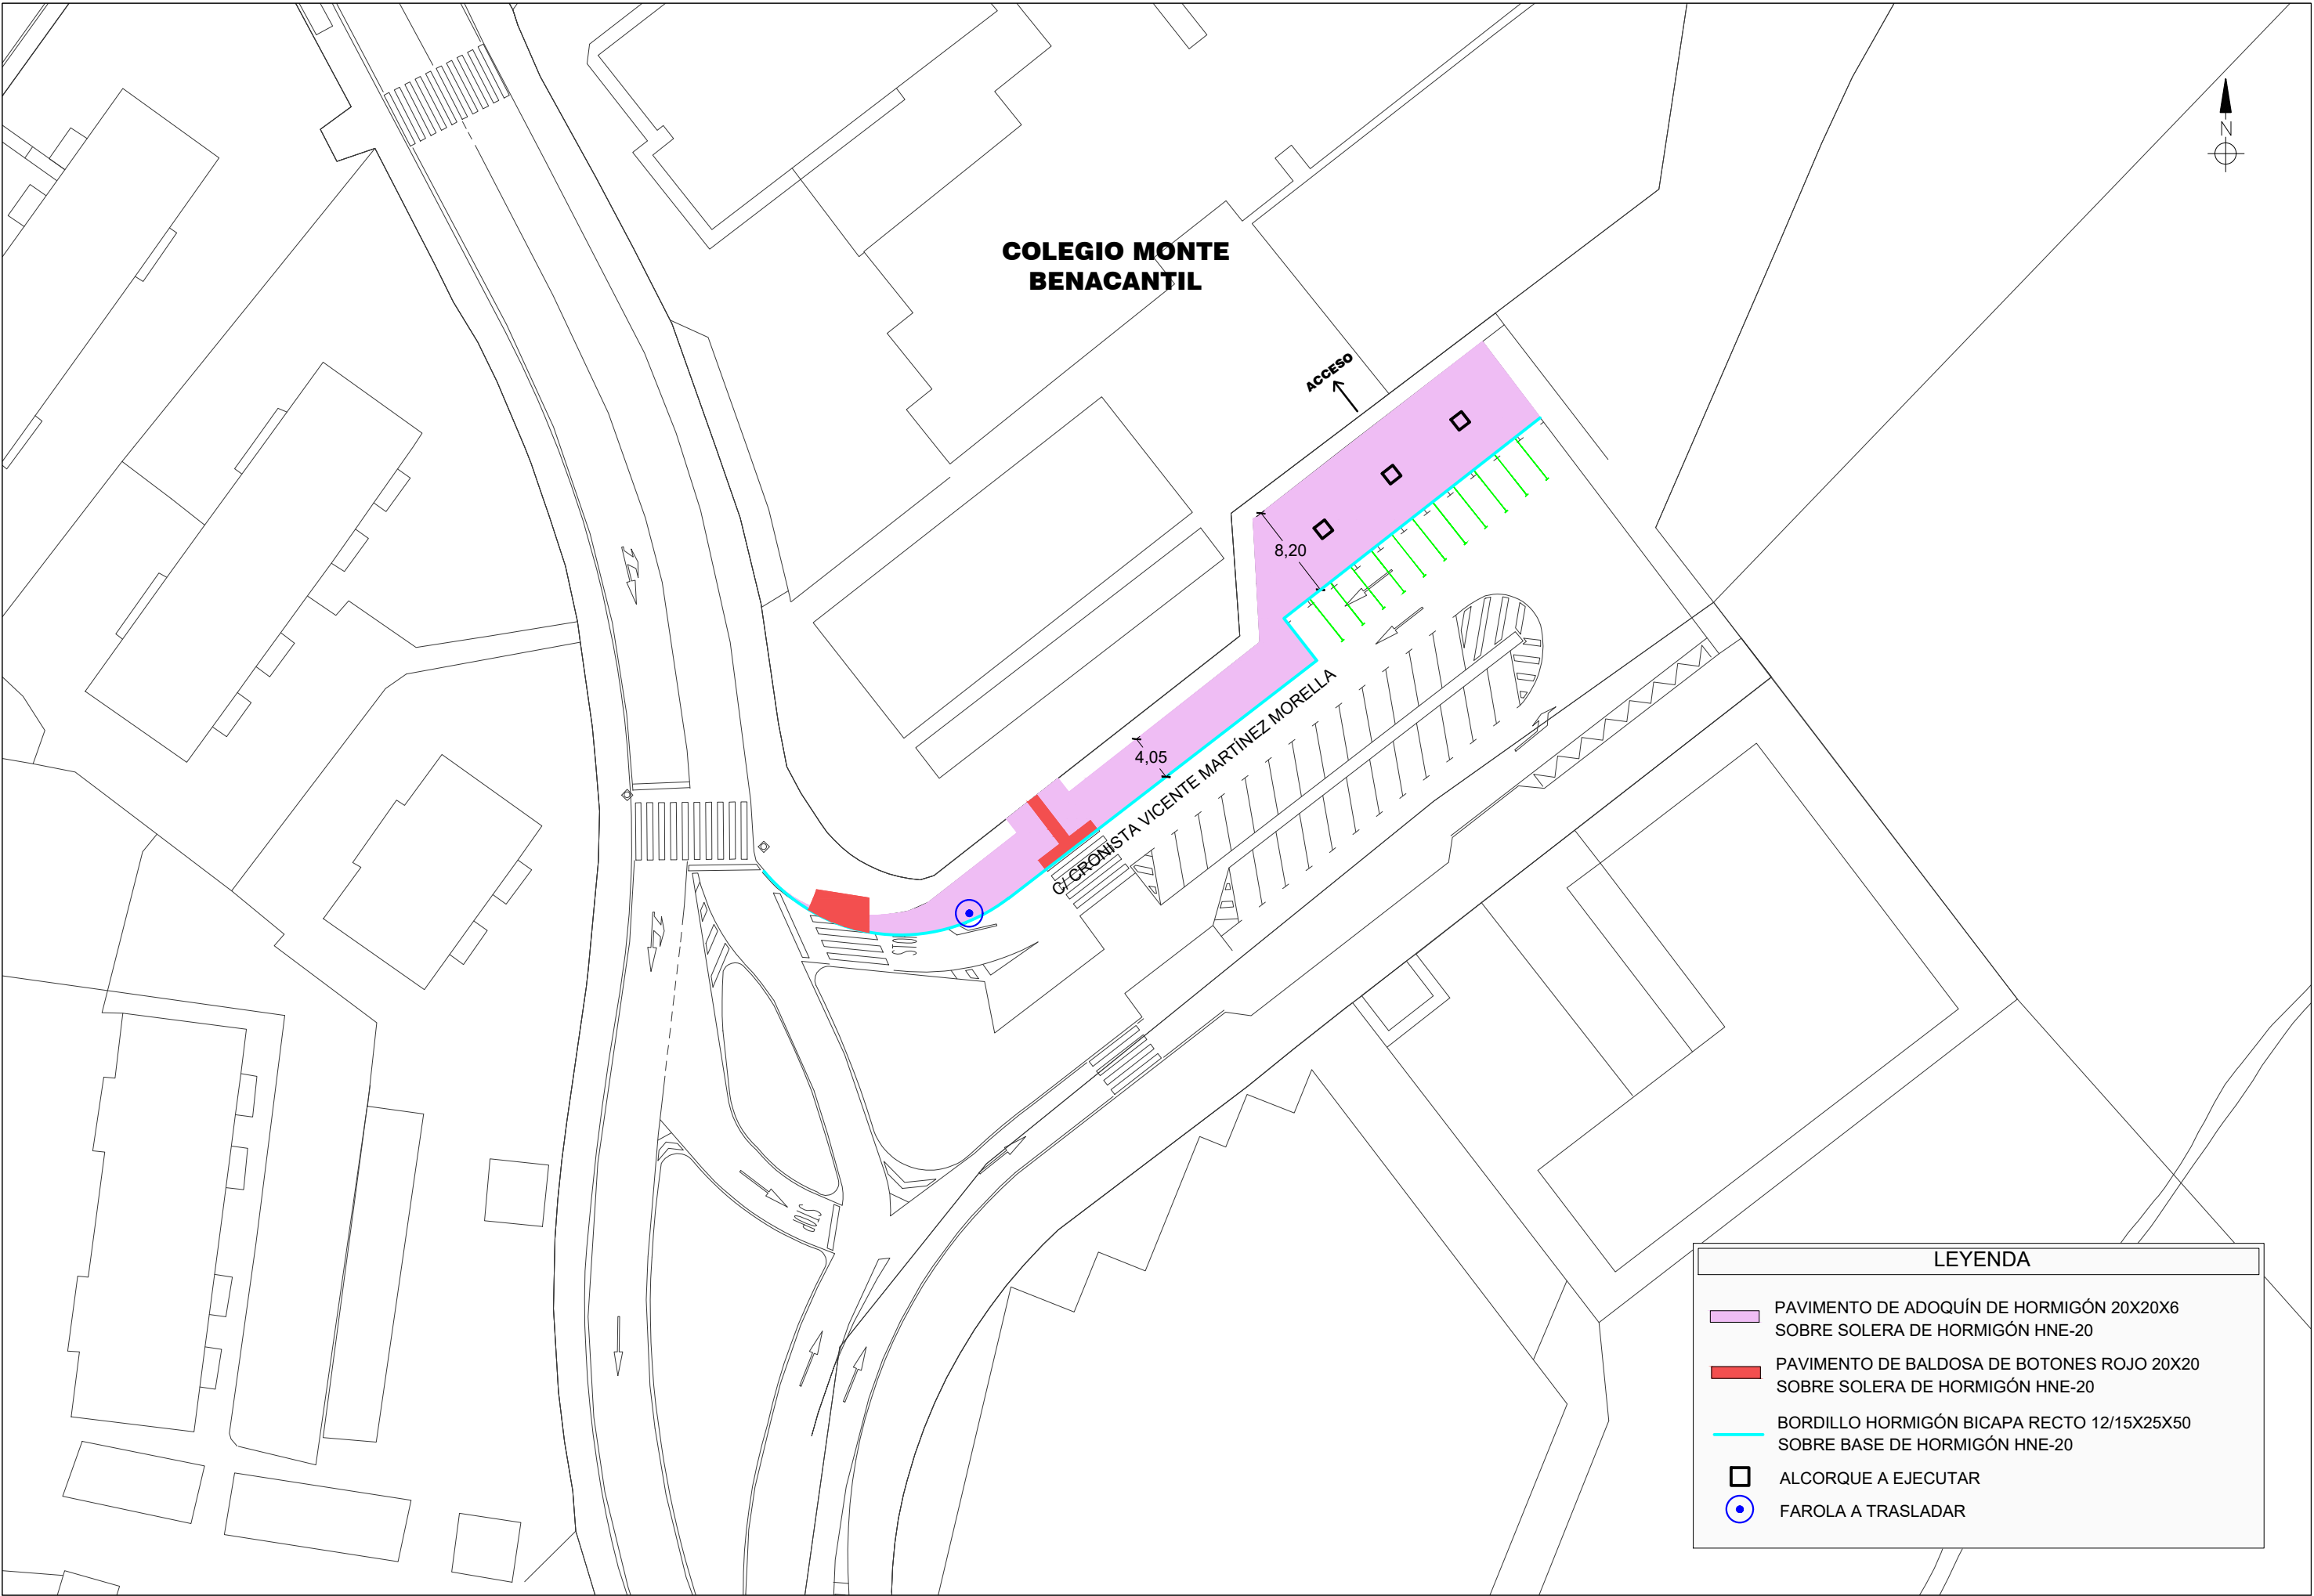 N
COLEGIO MONTE
BENACANTIL
ACCESO
8,20
4,05
C/ CRONISTA VICENTE MARTÍNEZ MORELLA
STOP
STOP
LEYENDA
PAVIMENTO DE ADOQUÍN DE HORMIGÓN 20X20X6
SOBRE SOLERA DE HORMIGÓN HNE-20
PAVIMENTO DE BALDOSA DE BOTONES ROJO 20X20
SOBRE SOLERA DE HORMIGÓN HNE-20
BORDILLO HORMIGÓN BICAPA RECTO 12/15X25X50
SOBRE BASE DE HORMIGÓN HNE-20
ALCORQUE A EJECUTAR
FAROLA A TRASLADAR